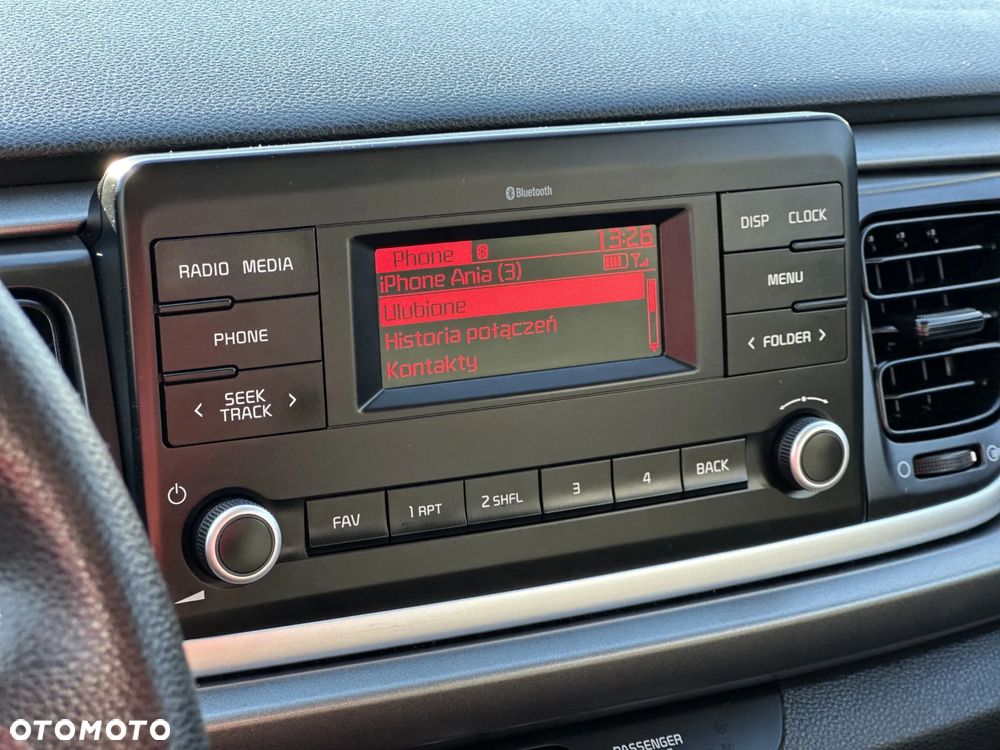 Bluetooth
RADIO MEDIA
PHONE
< SEEK TRACK >
Phone 13:26
iPhone Ania (3)
Ulubione
Historia połączeń
Kontakty
DISP CLOCK
MENU
< FOLDER >
FAV
1 RPT
2 SHFL
3
4
BACK
PASSENGER
OTOMOTO